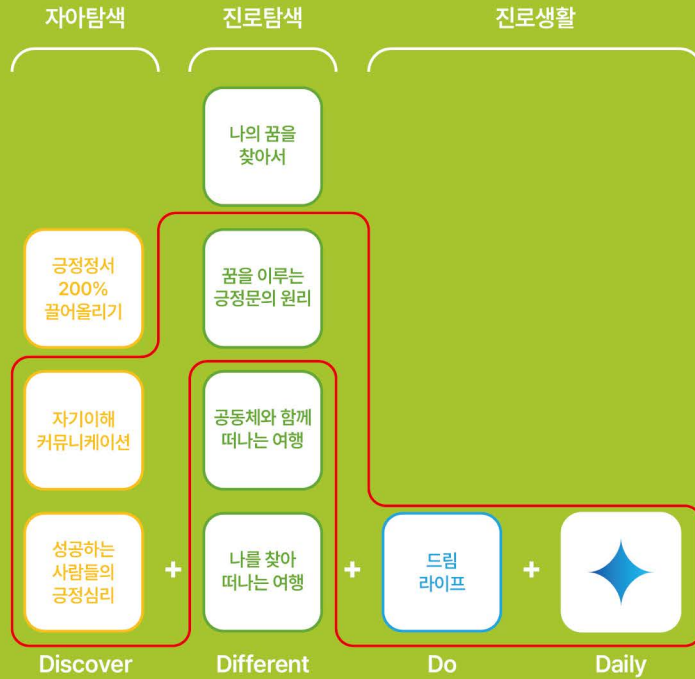 자아탐색
진로탐색
진로생활
나의 꿈을
찾아서
긍정정서
200%
끌어올리기
꿈을 이루는
긍정문의 원리
자기이해
커뮤니케이션
공동체와 함께
떠나는 여행
성공하는
사람들의
긍정심리
+
나를 찾아
떠나는 여행
+
드림
라이프
+
Discover
Different
Do
Daily